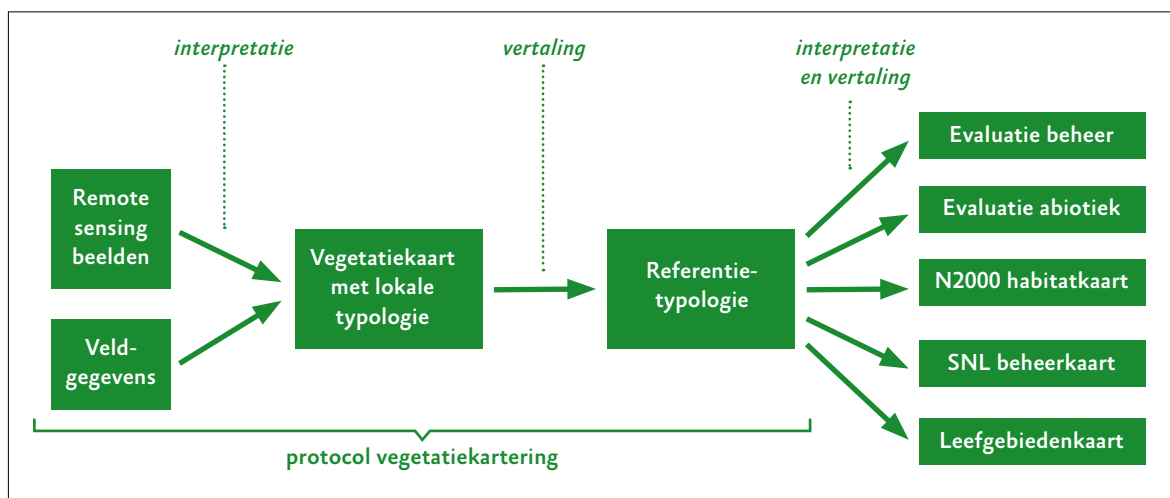 interpretatie
vertaling
interpretatie
en vertaling
Remote
sensing
beelden
Veld-
gegevens
Vegetatiekaart
met lokale
typologie
Referentie-
typologie
Evaluatie beheer
Evaluatie abiotiek
N2000 habitatkaart
SNL beheerkaart
Leefgebiedenkaart
protocol vegetatiekartering